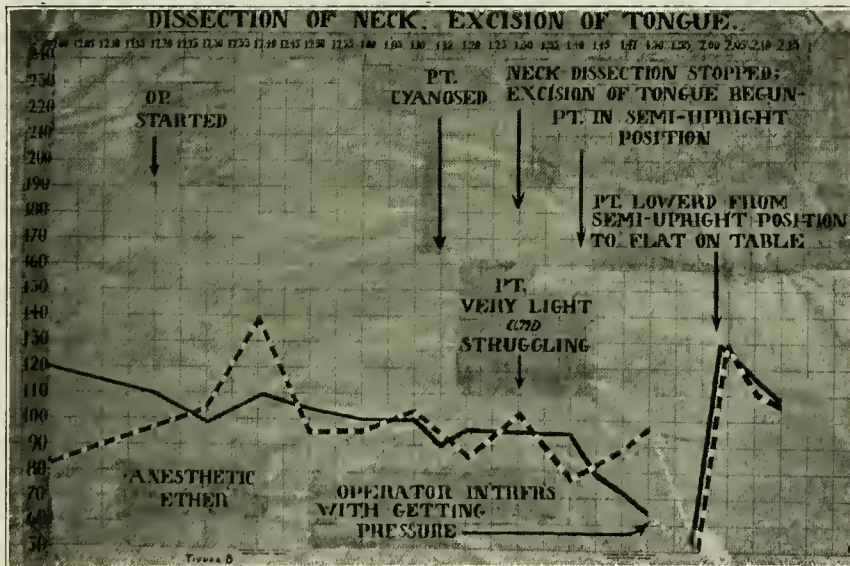 DISSECTION OF NECK. EXCISION OF TONGUE.
240
230
220
210
200
190
180
170
160
150
140
130
120
110
100
90
80
70
60
50
OP.
STARTED
PT.
CYANOSED
NECK DISSECTION STOPPED;
EXCISION OF TONGUE BEGUN-
PT. IN SEMI-UPRIGHT
POSITION
PT. LOWERD FROM
SEMI-UPRIGHT POSITION
TO FLAT ON TABLE
PT.
VERY LIGHT
AND
STRUGGLING
ANESTHETIC
ETHER
OPERATOR INTRFRS
WITH GETTING
PRESSURE
FIGURE B